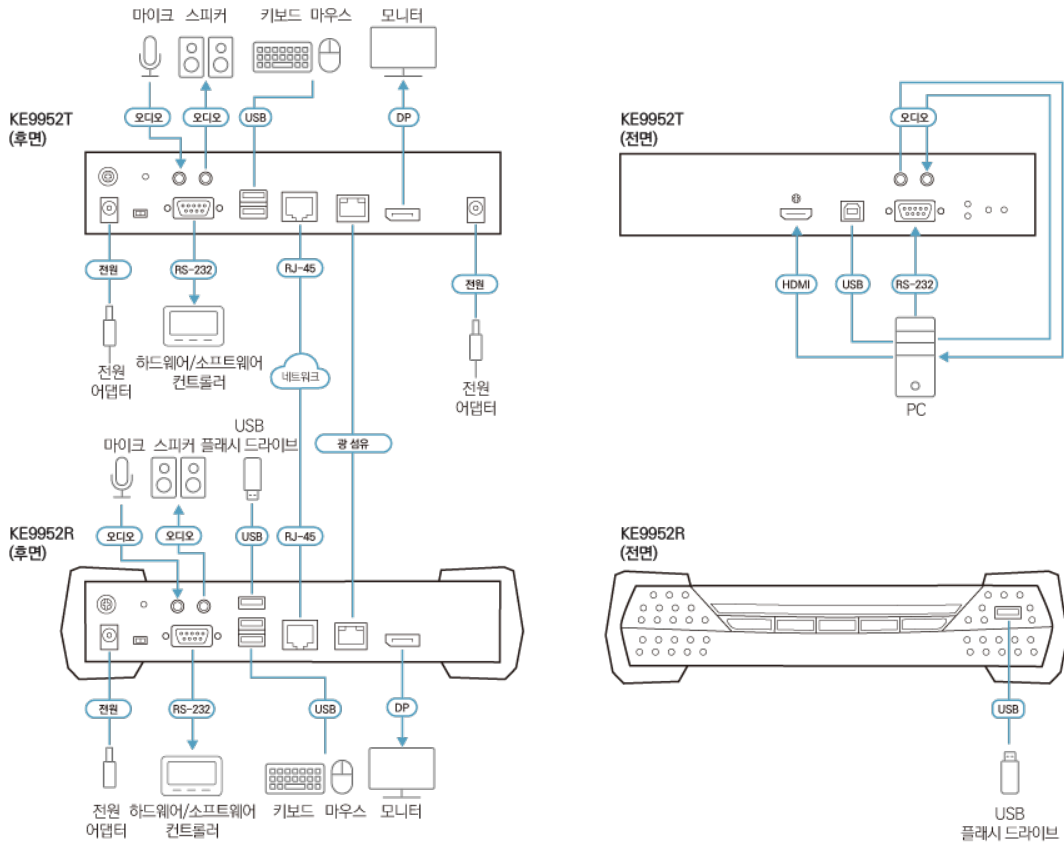 마이크 스피커 키보드 마우스 모니터
KE9952T
(후면)
오디오 오디오 USB DP
전원 RS-232 RJ-45 전원
전원
어댑터
하드웨어/소프트웨어
컨트롤러
네트워크
전원
어댑터
광 섬유
KE9952T
(전면)
오디오
HDMI USB RS-232
PC
마이크 스피커 USB
플래시 드라이브
KE9952R
(후면)
오디오 오디오 USB RJ-45
전원 RS-232 USB DP
전원
어댑터
하드웨어/소프트웨어
컨트롤러
키보드 마우스 모니터
KE9952R
(전면)
USB
USB
플래시 드라이브